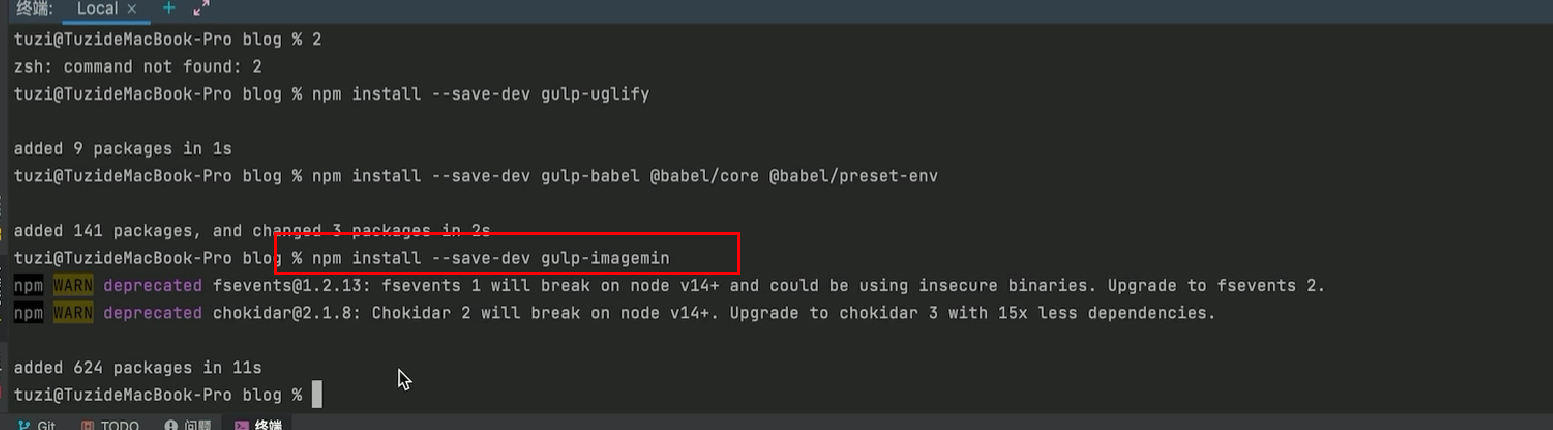 终端: Local × +
tuzi@TuzideMacBook-Pro blog % 2
zsh: command not found: 2
tuzi@TuzideMacBook-Pro blog % npm install --save-dev gulp-uglify
added 9 packages in 1s
tuzi@TuzideMacBook-Pro blog % npm install --save-dev gulp-babel @babel/core @babel/preset-env
added 141 packages, and changed 3 packages in 2s
tuzi@TuzideMacBook-Pro blog % npm install --save-dev gulp-imagemin
npm WARN deprecated fsevents@1.2.13: fsevents 1 will break on node v14+ and could be using insecure binaries. Upgrade to fsevents 2.
npm WARN deprecated chokidar@2.1.8: Chokidar 2 will break on node v14+. Upgrade to chokidar 3 with 15x less dependencies.
added 624 packages in 11s
tuzi@TuzideMacBook-Pro blog %
Git TODO 问题 终端